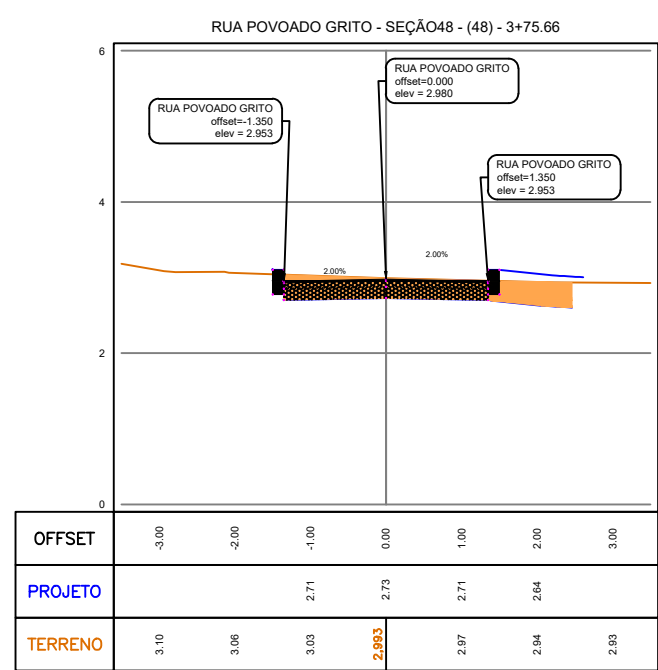 RUA POVOADO GRITO - SEÇÃO48 - (48) - 3+75.66
6
RUA POVOADO GRITO
offset=0.000
elev = 2.980
RUA POVOADO GRITO
offset=-1.350
elev = 2.953
RUA POVOADO GRITO
offset=1.350
elev = 2.953
4
2.00%
2.00%
2
0
OFFSET -3.00 -2.00 -1.00 0.00 1.00 2.00 3.00
PROJETO 2.71 2.73 2.71 2.64
TERRENO 3.10 3.06 3.03 2,993 2.97 2.94 2.93